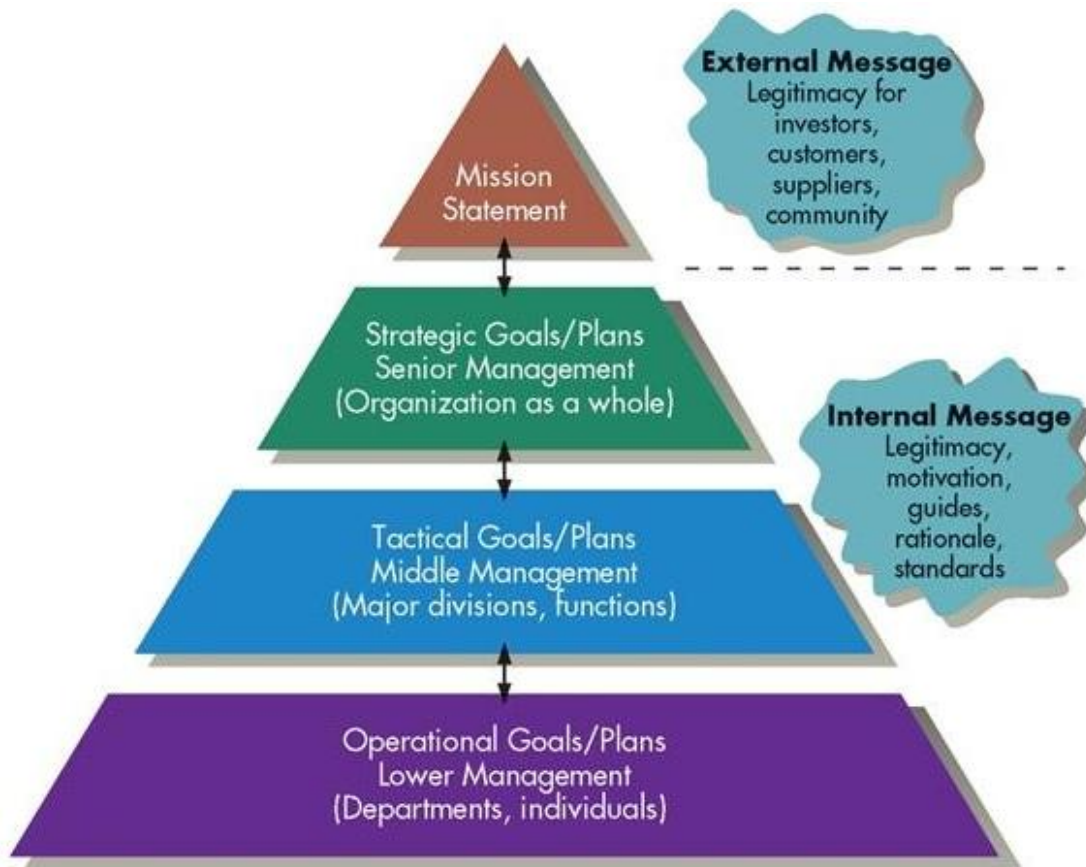 External Message
Legitimacy for
investors,
customers,
suppliers,
community
Mission
Statement
Strategic Goals/Plans
Senior Management
(Organization as a whole)
Internal Message
Legitimacy,
motivation,
guides,
rationale,
standards
Tactical Goals/Plans
Middle Management
(Major divisions, functions)
Operational Goals/Plans
Lower Management
(Departments, individuals)